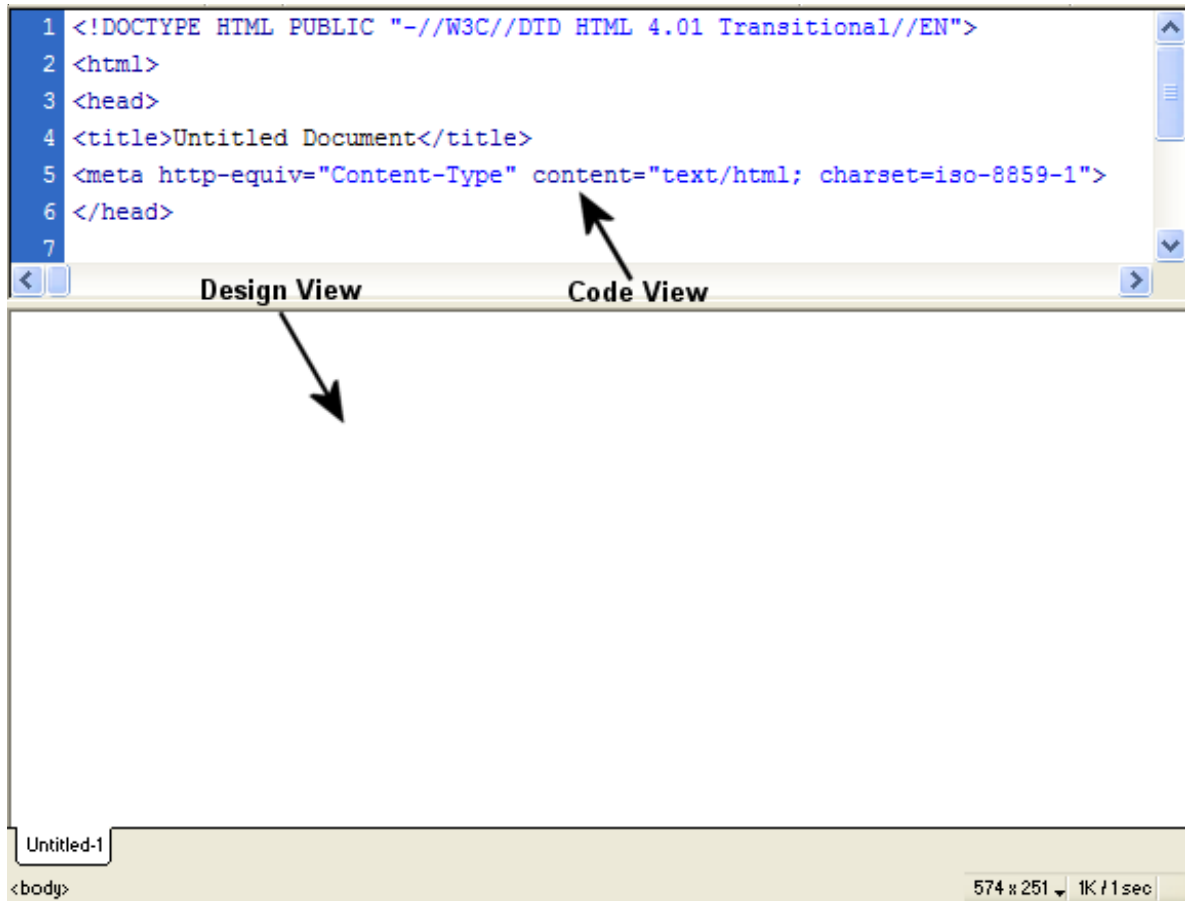 1 <!DOCTYPE HTML PUBLIC "-//W3C//DTD HTML 4.01 Transitional//EN">
2 <html>
3 <head>
4 <title>Untitled Document</title>
5 <meta http-equiv="Content-Type" content="text/html; charset=iso-8859-1">
6 </head>
7
Design View Code View
Untitled-1
<body> 574 x 251 1K / 1 sec